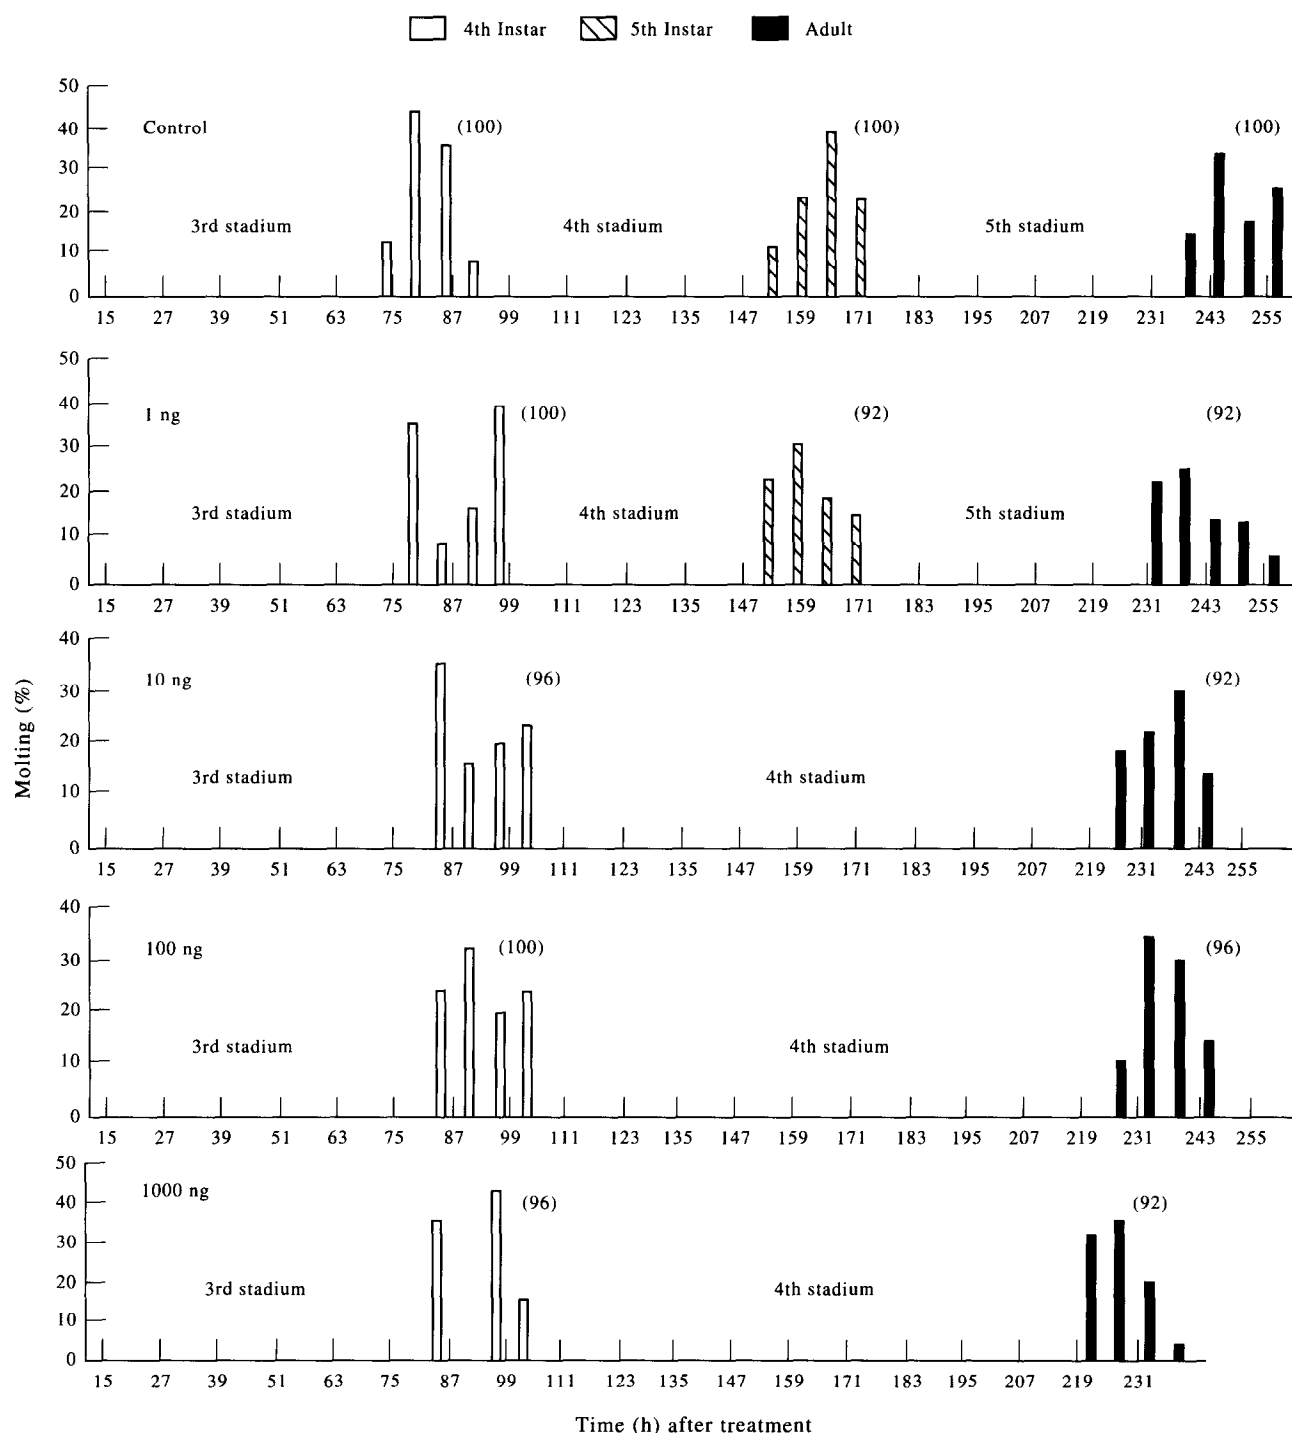 4th Instar 5th Instar Adult
50
40
30
20
10
0
Control (100) (100) (100)
3rd stadium 4th stadium 5th stadium
15 27 39 51 63 75 87 99 111 123 135 147 159 171 183 195 207 219 231 243 255
50
40
30
20
10
0
1 ng (100) (92) (92)
3rd stadium 4th stadium 5th stadium
15 27 39 51 63 75 87 99 111 123 135 147 159 171 183 195 207 219 231 243 255
Molting (%)
40
30
20
10
0
10 ng (96) (92)
3rd stadium 4th stadium
15 27 39 51 63 75 87 99 111 123 135 147 159 171 183 195 207 219 231 243 255
40
30
20
10
0
100 ng (100) (96)
3rd stadium 4th stadium
15 27 39 51 63 75 87 99 111 123 135 147 159 171 183 195 207 219 231 243 255
50
40
30
20
10
0
1000 ng (96) (92)
3rd stadium 4th stadium
15 27 39 51 63 75 87 99 111 123 135 147 159 171 183 195 207 219 231
Time (h) after treatment